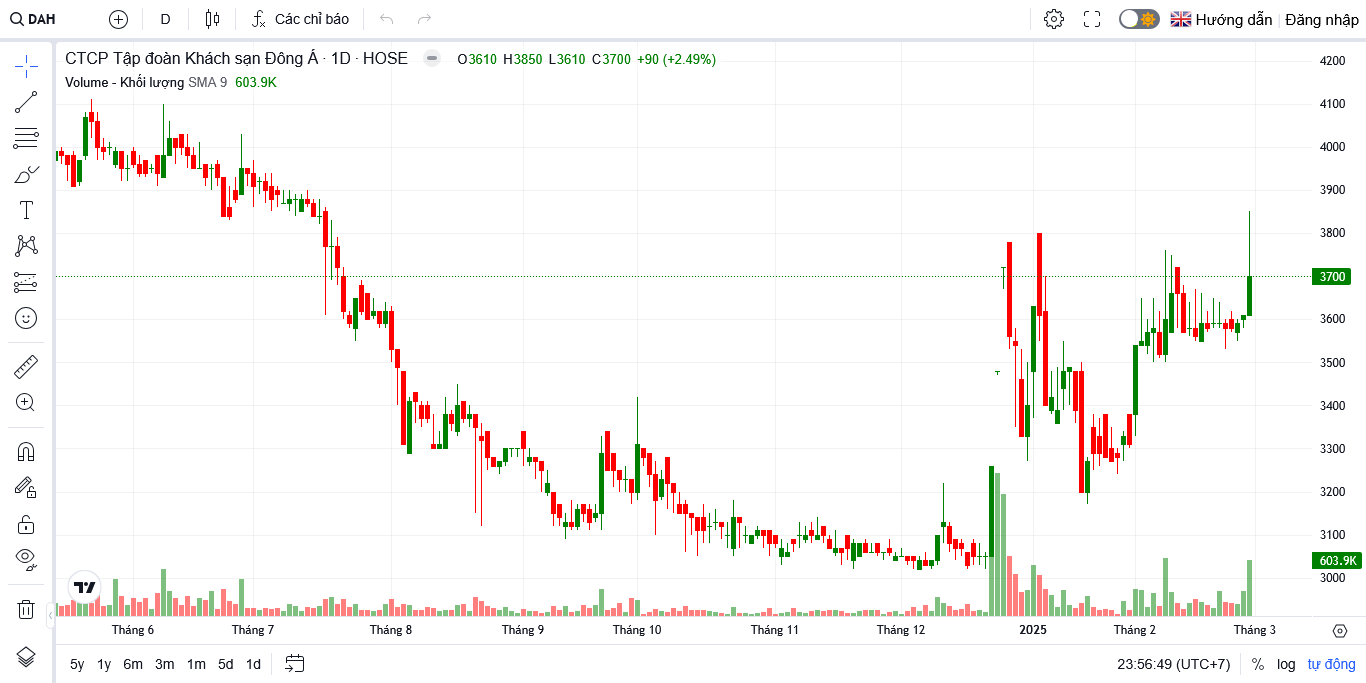 DAH D Các chỉ báo Hướng dẫn Đăng nhập
CTCP Tập đoàn Khách sạn Đông Á · 1D · HOSE O3610 H3850 L3610 C3700 +90 (+2.49%)
Volume - Khối lượng SMA 9 603.9K
4200
4100
4000
3900
3800
3700
3600
3500
3400
3300
3200
3100
603.9K
3000
Tháng 6 Tháng 7 Tháng 8 Tháng 9 Tháng 10 Tháng 11 Tháng 12 2025 Tháng 2 Tháng 3
5y 1y 6m 3m 1m 5d 1d 23:56:49 (UTC+7) % log tự động